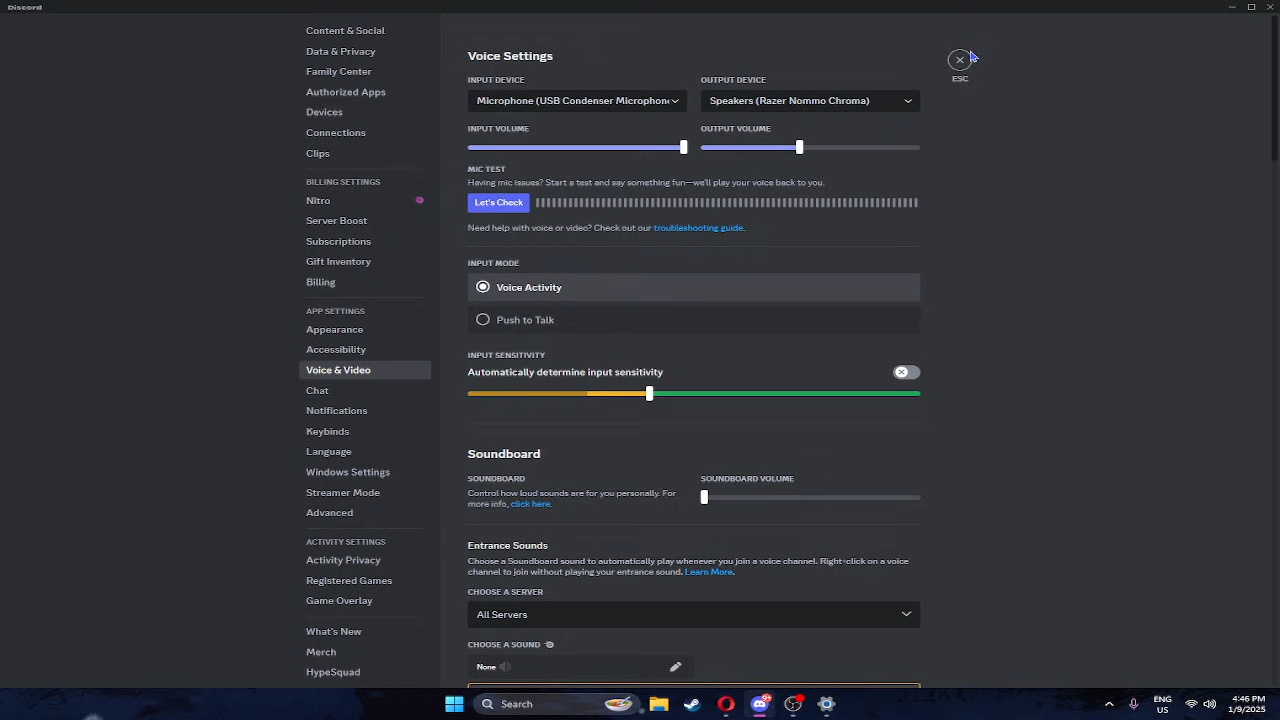 Discord
Content & Social
Data & Privacy
Family Center
Authorized Apps
Devices
Connections
Clips
BILLING SETTINGS
Nitro
Server Boost
Subscriptions
Gift Inventory
Billing
APP SETTINGS
Appearance
Accessibility
Voice & Video
Chat
Notifications
Keybinds
Language
Windows Settings
Streamer Mode
Advanced
ACTIVITY SETTINGS
Activity Privacy
Registered Games
Game Overlay
What's New
Merch
HypeSquad
Voice Settings
ESC
INPUT DEVICE
OUTPUT DEVICE
Microphone (USB Condenser Microphon
Speakers (Razer Nommo Chroma)
INPUT VOLUME
OUTPUT VOLUME
MIC TEST
Having mic issues? Start a test and say something fun—we'll play your voice back to you.
Let's Check
Need help with voice or video? Check out our troubleshooting guide.
INPUT MODE
Voice Activity
Push to Talk
INPUT SENSITIVITY
Automatically determine input sensitivity
Soundboard
SOUNDBOARD
SOUNDBOARD VOLUME
Control how loud sounds are for you personally. For
more info, click here.
Entrance Sounds
Choose a Soundboard sound to automatically play whenever you join a voice channel. Right-click on a voice
channel to join without playing your entrance sound. Learn More.
CHOOSE A SERVER
All Servers
CHOOSE A SOUND
None
Search
9+
ENG
US
4:46 PM
1/9/2025